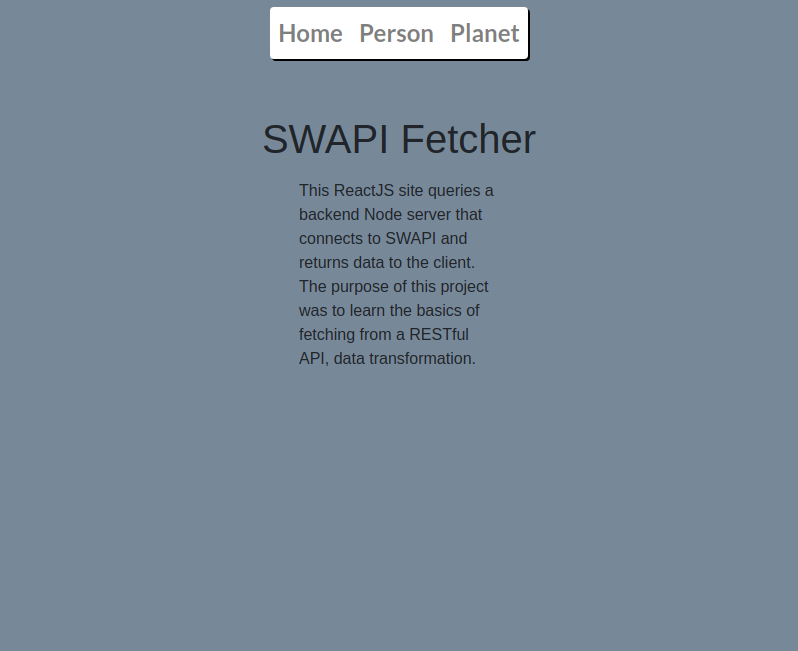 Home Person Planet
SWAPI Fetcher
This ReactJS site queries a
backend Node server that
connects to SWAPI and
returns data to the client.
The purpose of this project
was to learn the basics of
fetching from a RESTful
API, data transformation.